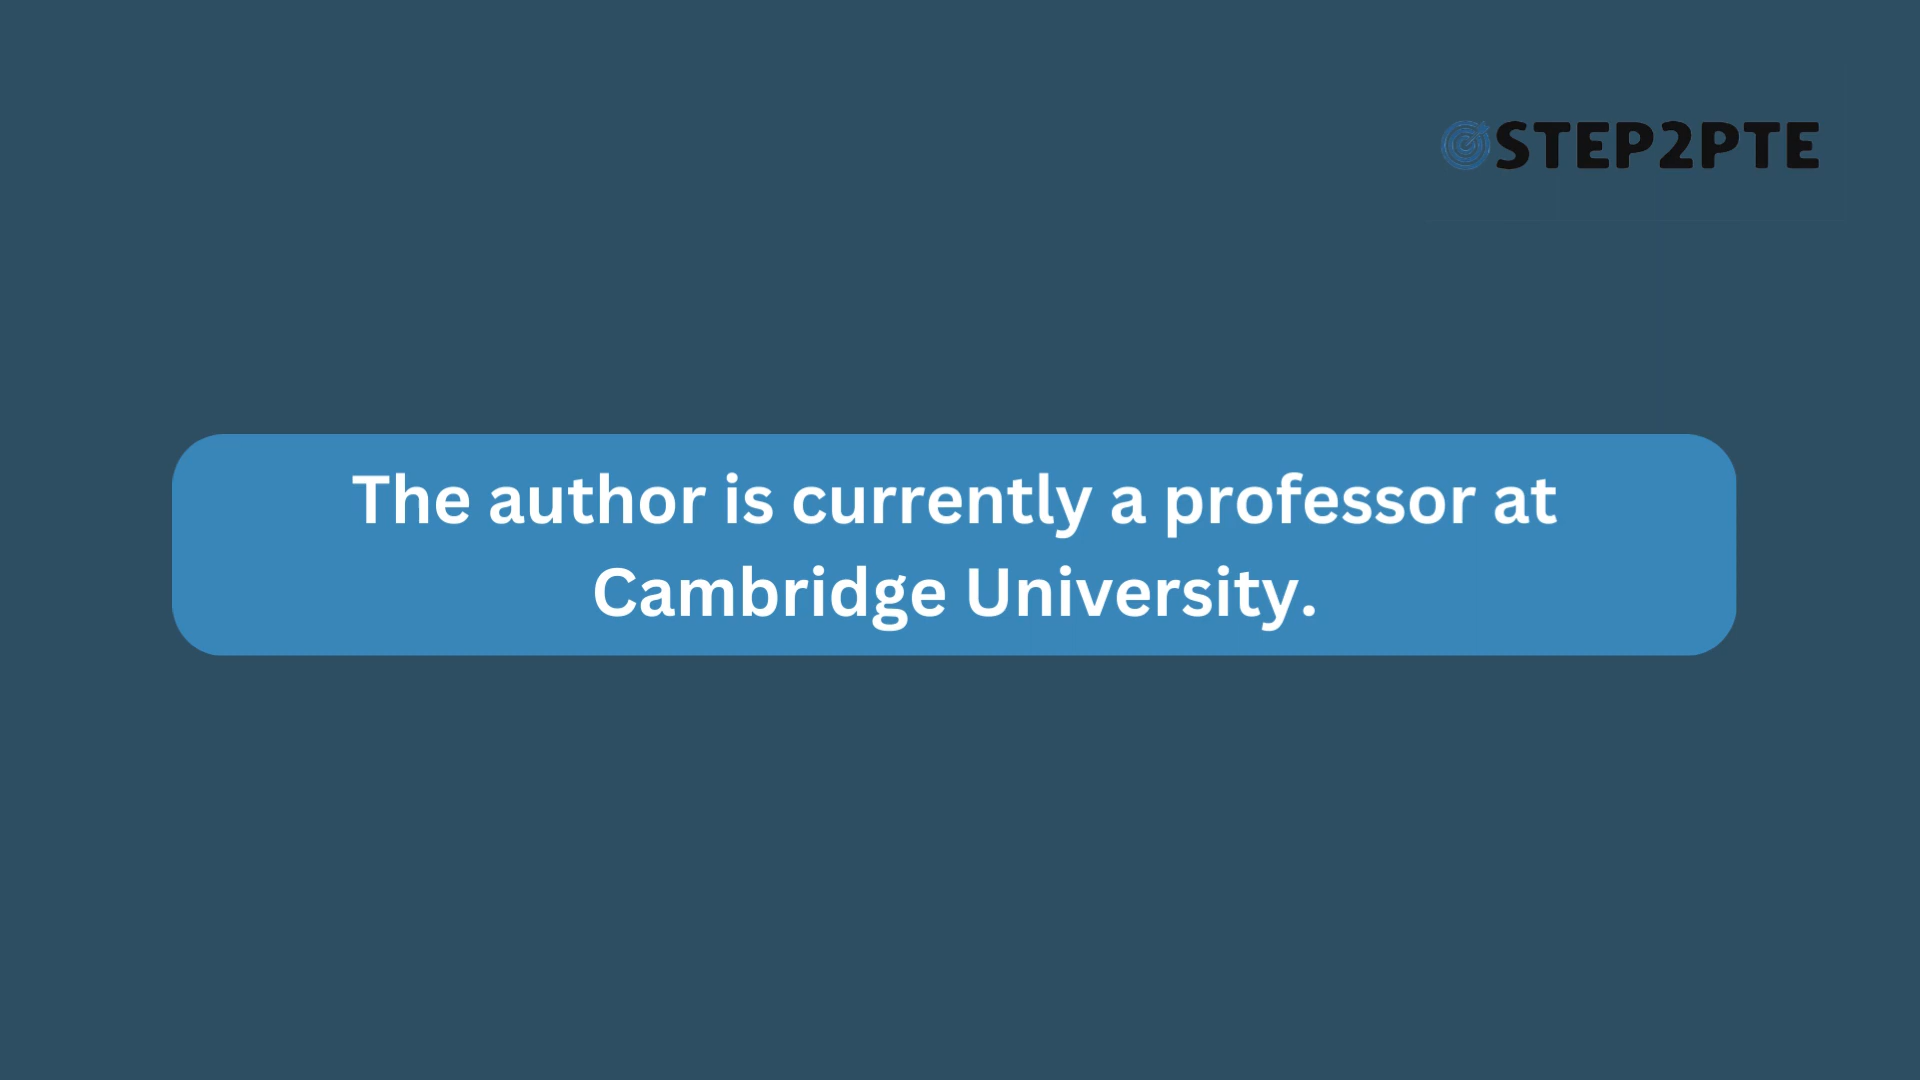 STEP2PTE
The author is currently a professor at
Cambridge University.